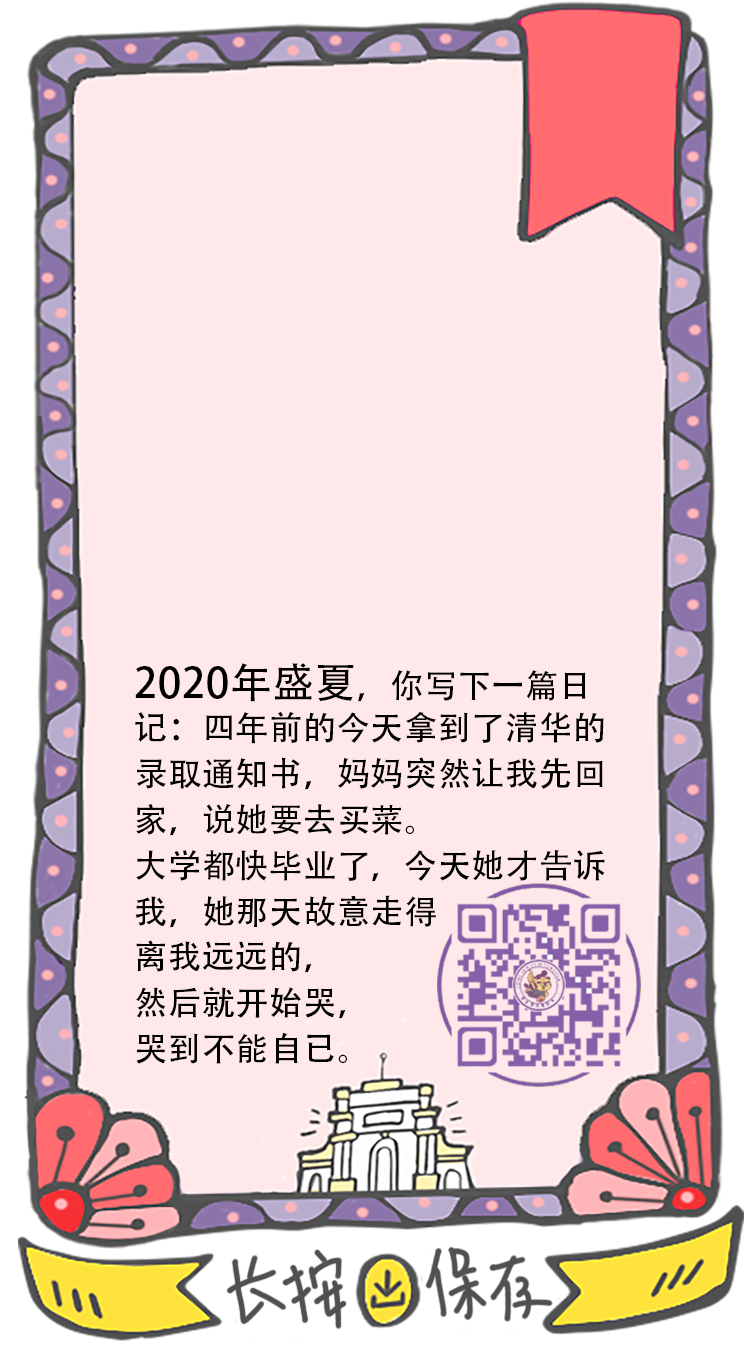 2020年盛夏，你写下一篇日
记：四年前的今天拿到了清华的
录取通知书，妈妈突然让我先回
家，说她要去买菜。
大学都快毕业了，今天她才告诉
我，她那天故意走得
离我远远的，
然后就开始哭，
哭到不能自已。
长按保存